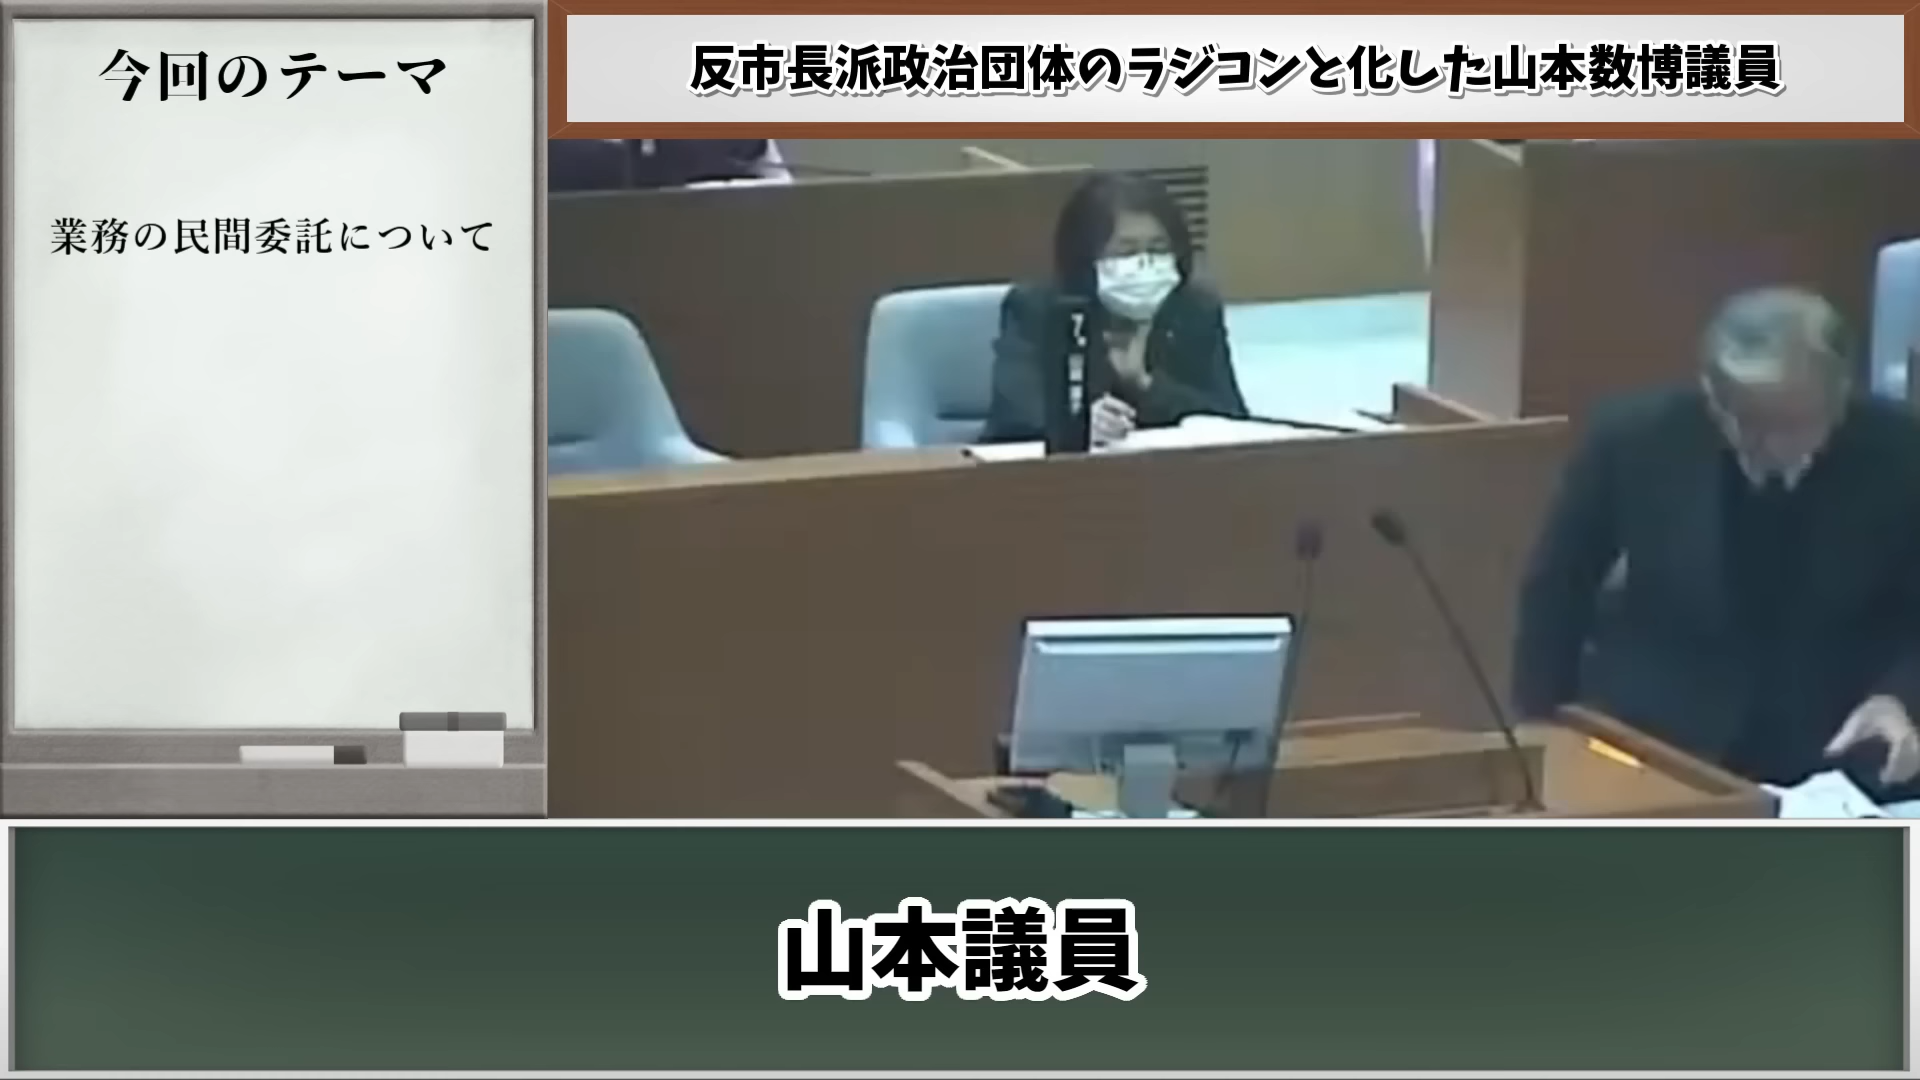 今回のテーマ
業務の民間委託について
反市長派政治団体のラジコンと化した山本数博議員
山本議員